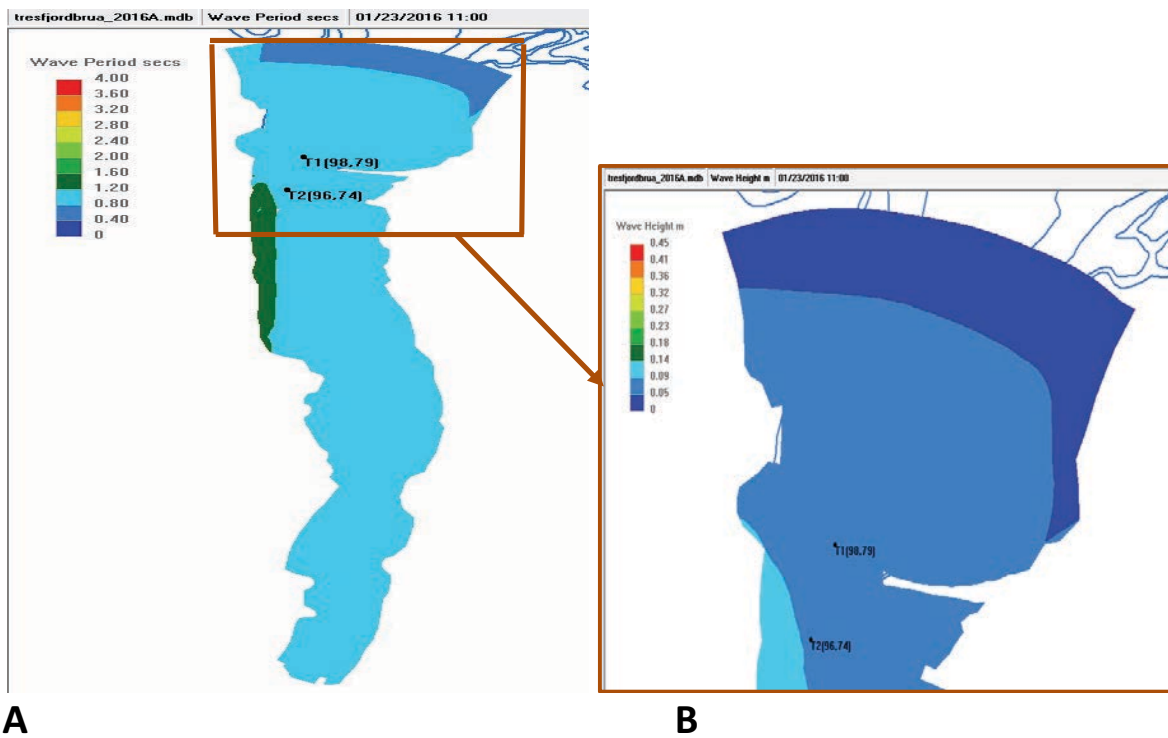 tresfjordbrua_2016A.mdb Wave Period secs 01/23/2016 11:00
Wave Period secs
4.00
3.60
3.20
2.80
2.40
2.00
1.60
1.20
0.80
0.40
0
T1(98,79)
T2(96,74)
tresfjordbrua_2016A.mdb Wave Height m 01/23/2016 11:00
Wave Height m
0.45
0.41
0.36
0.32
0.27
0.23
0.18
0.14
0.09
0.05
0
T1(98,79)
T2(96,74)
A
B